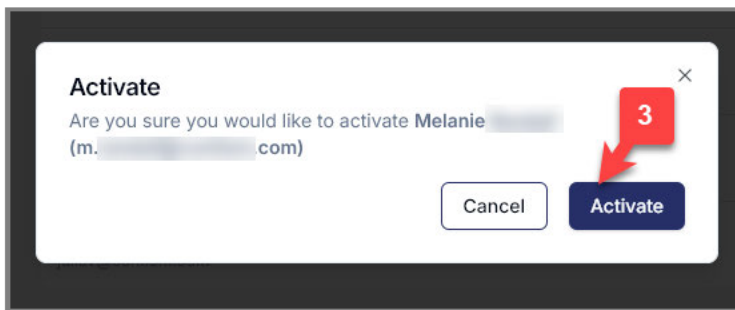 Activate
Are you sure you would like to activate Melanie
(m. .com)
3
Cancel
Activate